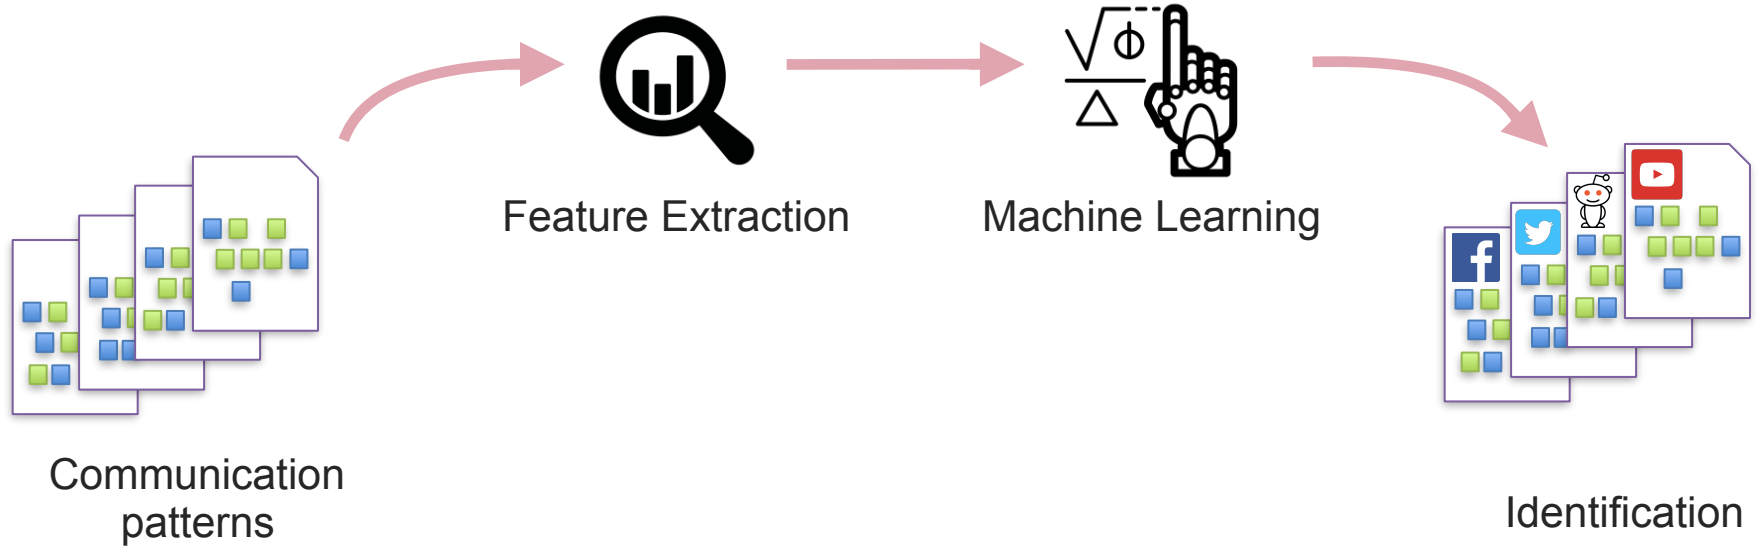 Feature Extraction
Machine Learning
Communication
patterns
Identification